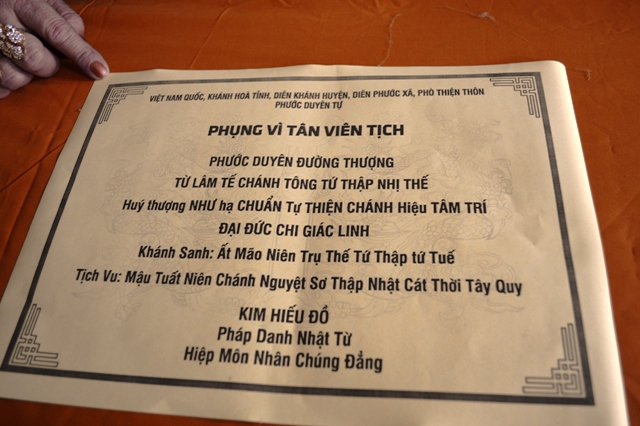 VIỆT NAM QUỐC, KHÁNH HOÀ TỈNH, DIÊN KHÁNH HUYỆN, DIÊN PHƯỚC XÃ, PHÒ THIỆN THÔN
PHƯỚC DUYÊN TỰ
PHỤNG VÌ TÂN VIÊN TỊCH
PHƯỚC DUYÊN ĐƯỜNG THƯỢNG
TỪ LÂM TẾ CHÁNH TÔNG TỨ THẬP NHỊ THẾ
Huý thượng NHƯ hạ CHUẨN Tự THIỆN CHÁNH Hiệu TÂM TRÍ
ĐẠI ĐỨC CHI GIÁC LINH
Khánh Sanh: Ất Mão Niên Trụ Thế Tứ Thập tứ Tuế
Tịch Vu: Mậu Tuất Niên Chánh Nguyệt Sơ Thập Nhật Cát Thời Tây Quy
KIM HIẾU ĐỒ
Pháp Danh Nhật Từ
Hiệp Môn Nhân Chúng Đẳng